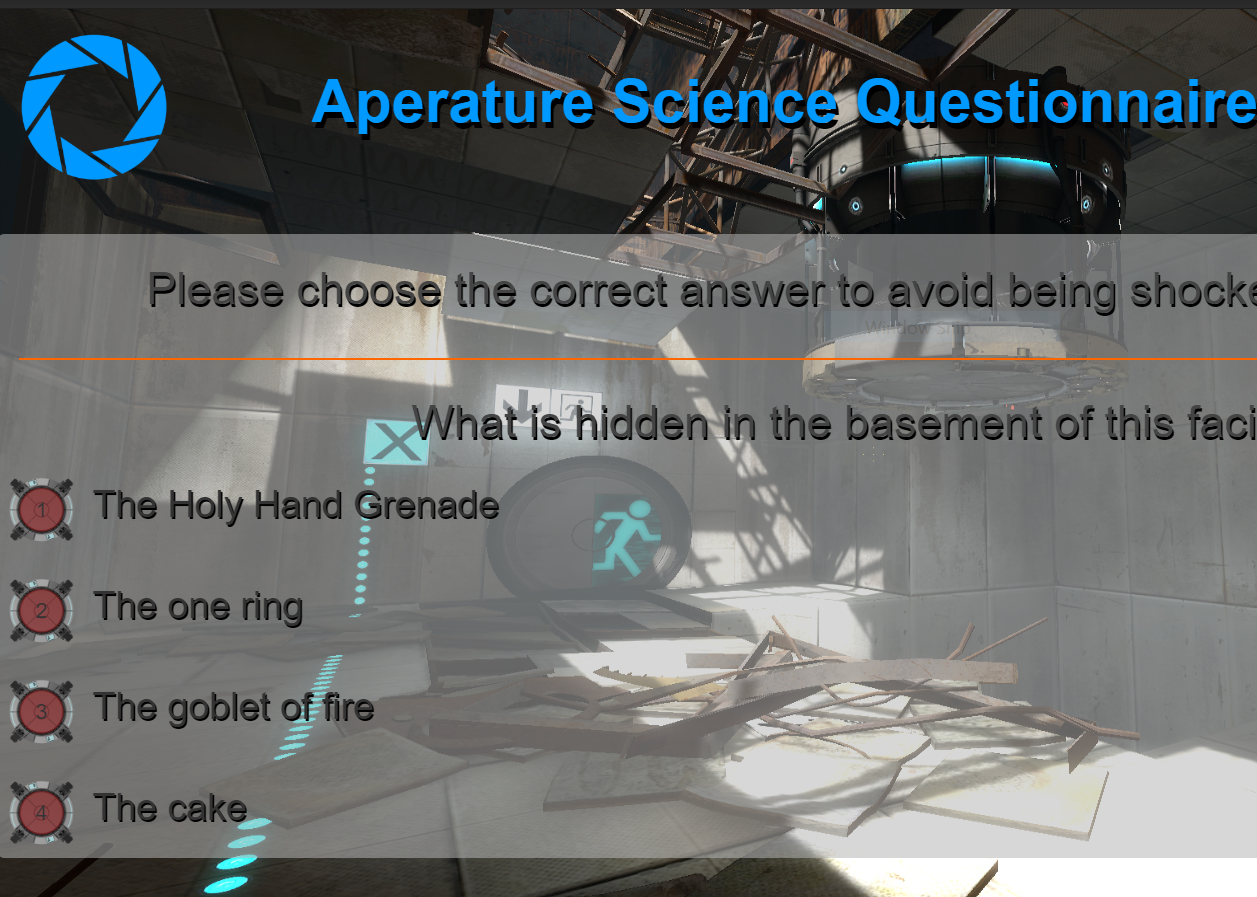 Aperature Science Questionnaire
Please choose the correct answer to avoid being shocke
Window Snip
What is hidden in the basement of this faci
1 The Holy Hand Grenade
2 The one ring
3 The goblet of fire
4 The cake